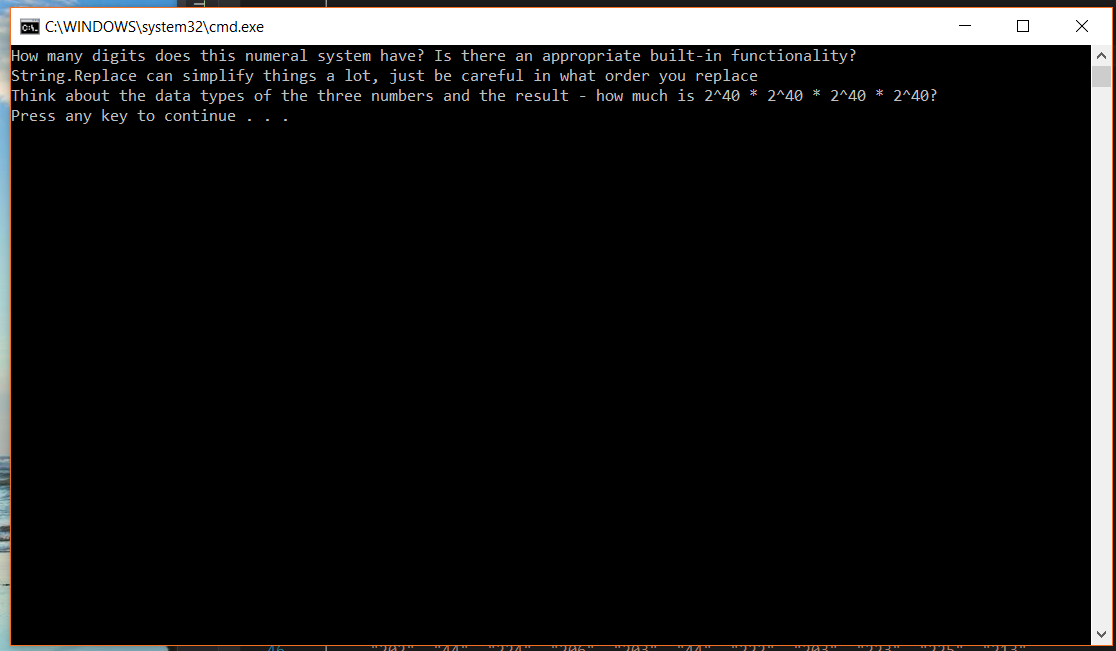 C:\WINDOWS\system32\cmd.exe
How many digits does this numeral system have? Is there an appropriate built-in functionality?
String.Replace can simplify things a lot, just be careful in what order you replace
Think about the data types of the three numbers and the result - how much is 2^40 * 2^40 * 2^40 * 2^40?
Press any key to continue . . .